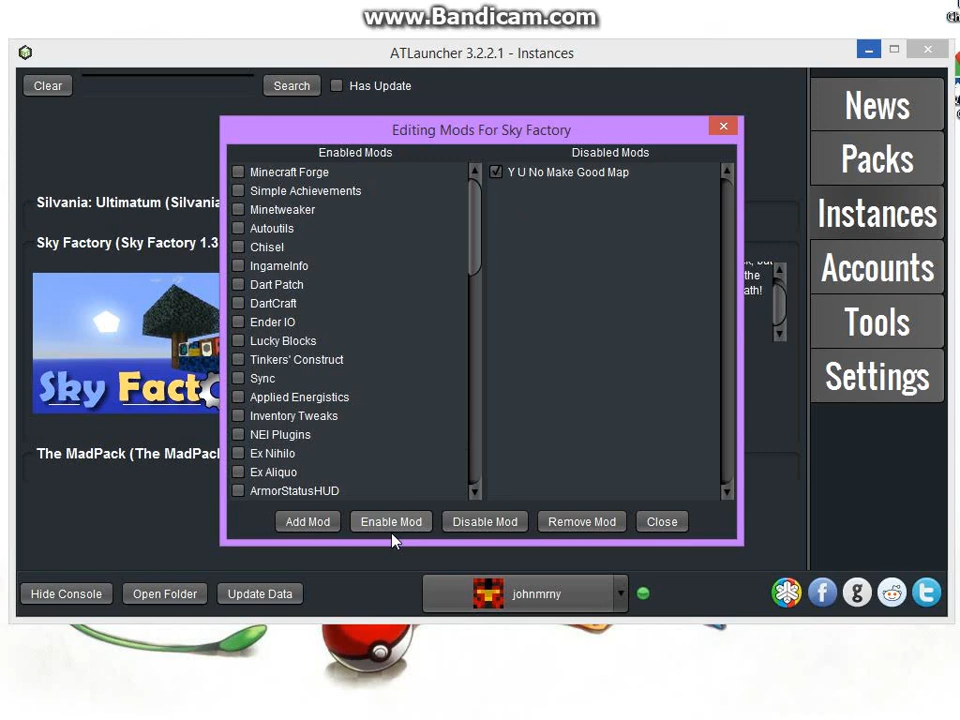 www.Bandicam.com
ATLauncher 3.2.2.1 - Instances
Clear
Search
Has Update
News
Packs
Instances
Accounts
Tools
Settings
Editing Mods For Sky Factory
Enabled Mods
Disabled Mods
Minecraft Forge
Simple Achievements
Minetweaker
Autoutils
Chisel
IngameInfo
Dart Patch
DartCraft
Ender IO
Lucky Blocks
Tinkers' Construct
Sync
Applied Energistics
Inventory Tweaks
NEI Plugins
Ex Nihilo
Ex Aliquo
ArmorStatusHUD
Y U No Make Good Map
Add Mod
Enable Mod
Disable Mod
Remove Mod
Close
Silvania: Ultimatum (Silvania
Sky Factory (Sky Factory 1.3
Sky Fact
The MadPack (The MadPac
the
ath!
Hide Console
Open Folder
Update Data
johnmrny